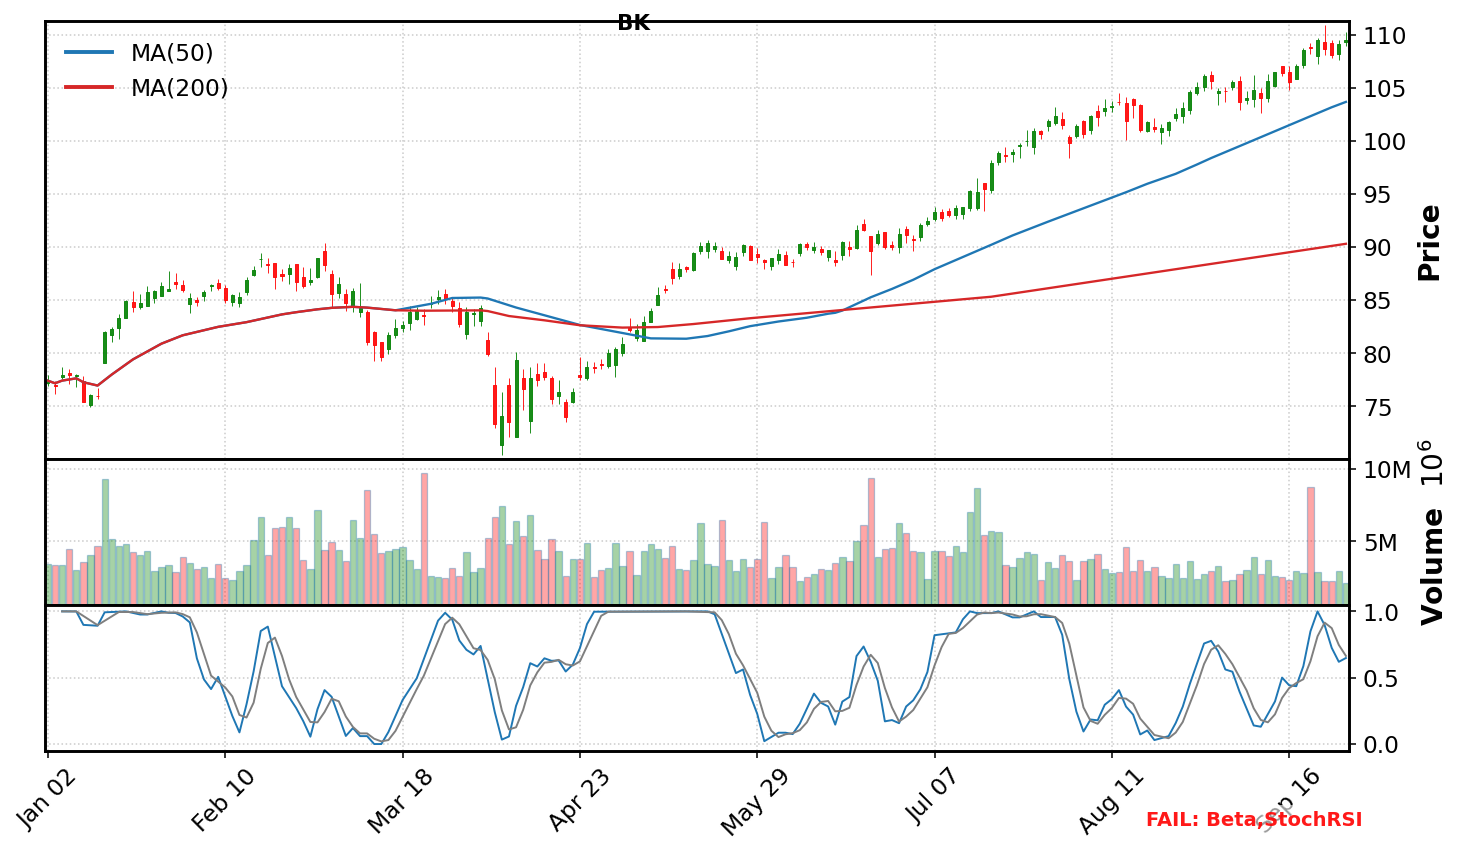 BK
MA(50)
MA(200)
110
105
100
95
90
85
80
75
Price
10M
5M
Volume 10^6
1.0
0.5
0.0
Jan 02
Feb 10
Mar 18
Apr 23
May 29
Jul 07
Aug 11
Sep 16
FAIL: Beta,StochRSI